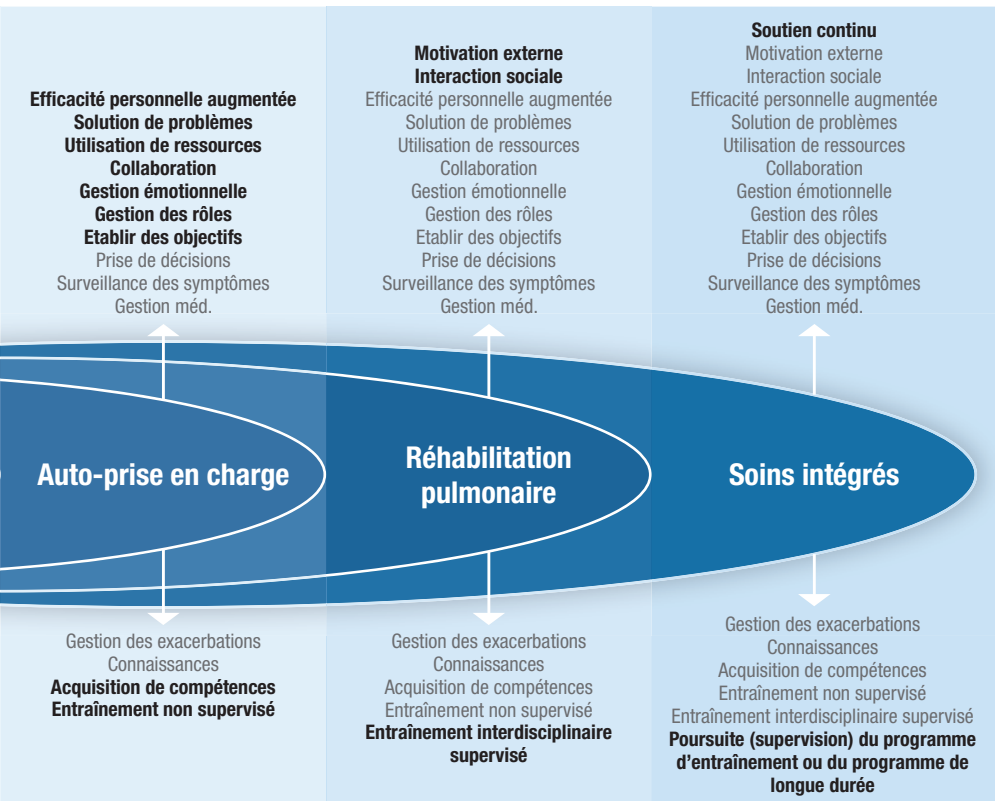 Efficacité personnelle augmentée
Solution de problèmes
Utilisation de ressources
Collaboration
Gestion émotionnelle
Gestion des rôles
Etablir des objectifs
Prise de décisions
Surveillance des symptômes
Gestion méd.
Motivation externe
Interaction sociale
Efficacité personnelle augmentée
Solution de problèmes
Utilisation de ressources
Collaboration
Gestion émotionnelle
Gestion des rôles
Etablir des objectifs
Prise de décisions
Surveillance des symptômes
Gestion méd.
Soutien continu
Motivation externe
Interaction sociale
Efficacité personnelle augmentée
Solution de problèmes
Utilisation de ressources
Collaboration
Gestion émotionnelle
Gestion des rôles
Etablir des objectifs
Prise de décisions
Surveillance des symptômes
Gestion méd.
Auto-prise en charge
Réhabilitation
pulmonaire
Soins intégrés
Gestion des exacerbations
Connaissances
Acquisition de compétences
Entraînement non supervisé
Gestion des exacerbations
Connaissances
Acquisition de compétences
Entraînement non supervisé
Entraînement interdisciplinaire
supervisé
Gestion des exacerbations
Connaissances
Acquisition de compétences
Entraînement non supervisé
Entraînement interdisciplinaire supervisé
Poursuite (supervision) du programme
d’entraînement ou du programme de
longue durée